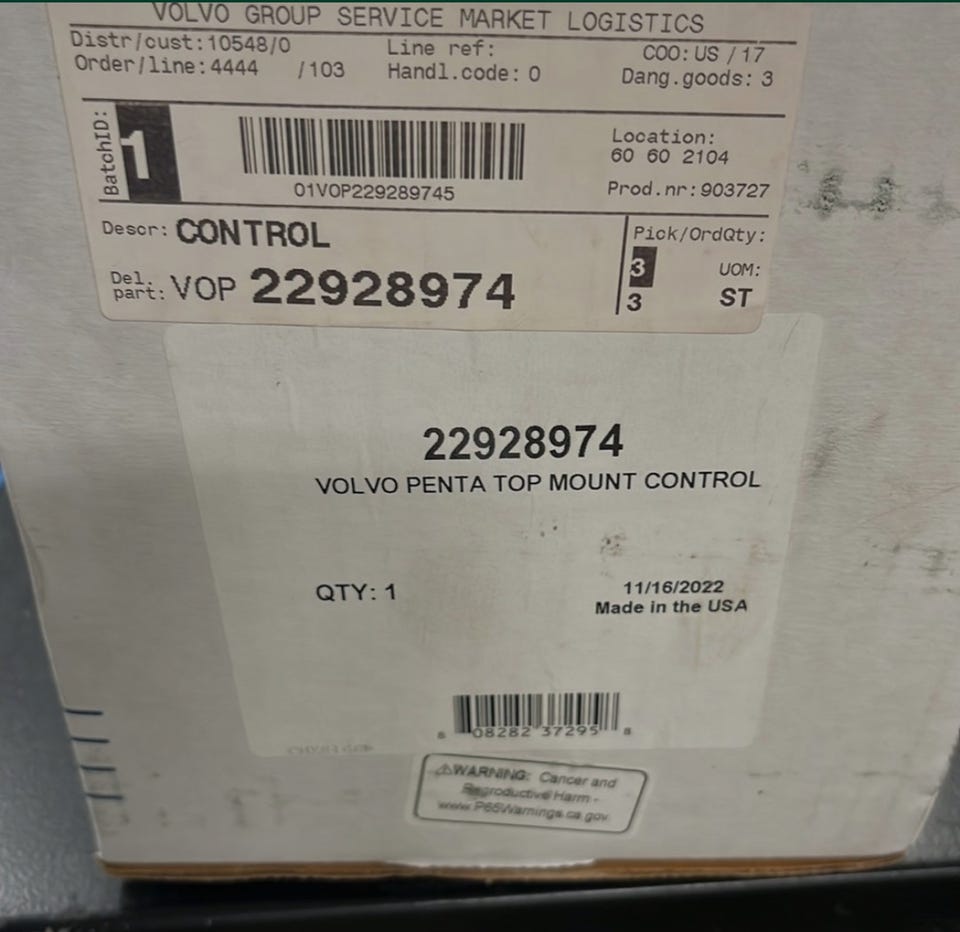 VOLVO GROUP SERVICE MARKET LOGISTICS
Distr/cust:10548/0
Line ref:
COO: US / 17
Order/line:4444 /103
Handl.code: 0
Dang.goods: 3
BatchID:
1
01VOP229289745
Location:
60 60 2104
Prod.nr:903727
Descr: CONTROL
Pick/OrdQty:
3
UOM:
Del.
part: VOP 22928974
3
ST
22928974
VOLVO PENTA TOP MOUNT CONTROL
QTY: 1
11/16/2022
Made in the USA
08282 37295 8
⚠WARNING: Cancer and
Reproductive Harm -
www.P65Warnings.ca.gov